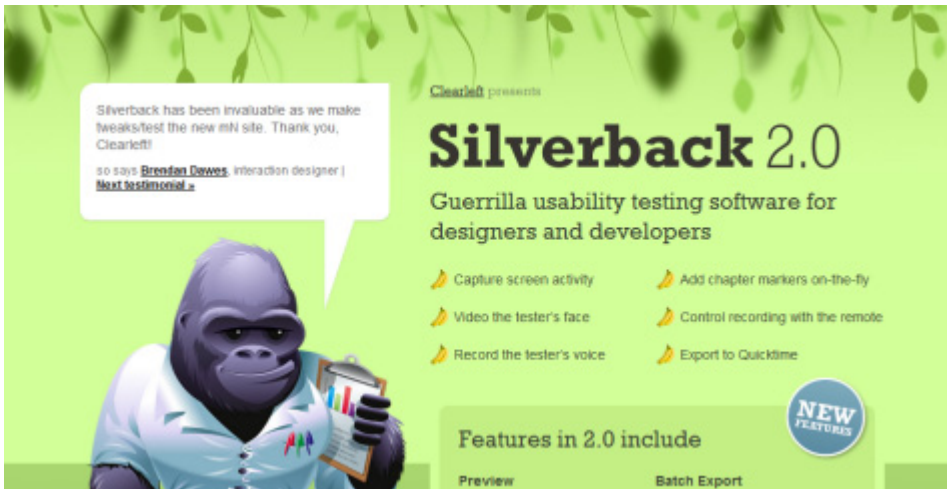 Silverback has been invaluable as we make
tweaks/test the new mN site. Thank you,
Clearleft!
so says Brendan Dawes, interaction designer |
Next testimonial »
Clearleft presents
Silverback 2.0
Guerrilla usability testing software for
designers and developers
Capture screen activity
Add chapter markers on-the-fly
Video the tester's face
Control recording with the remote
Record the tester's voice
Export to Quicktime
NEW
FEATURES
Features in 2.0 include
Preview
Batch Export